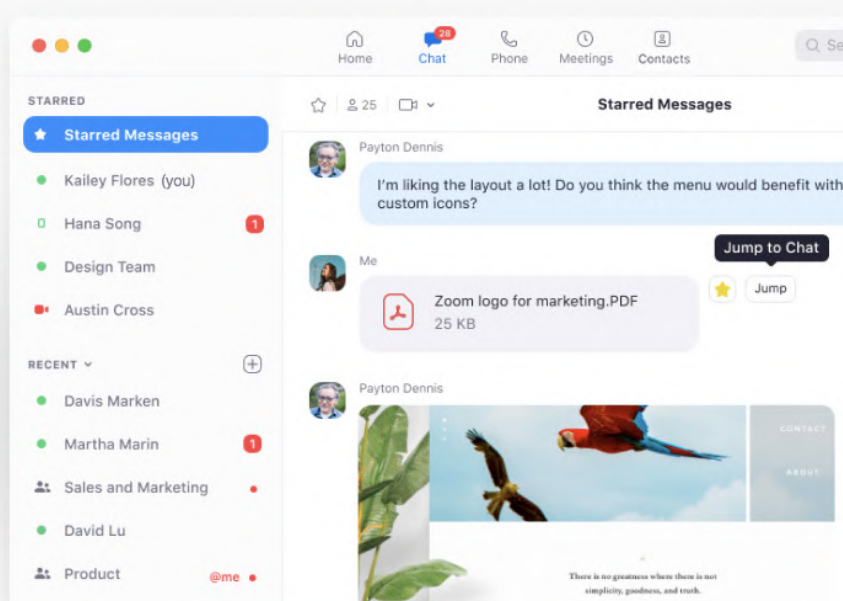 28
Home
Chat
Phone
Meetings
Contacts
Se
STARRED
Starred Messages
Kailey Flores (you)
Hana Song
1
Design Team
Austin Cross
RECENT
Davis Marken
Martha Marin
1
Sales and Marketing
David Lu
Product
@me
25
Starred Messages
Payton Dennis
I'm liking the layout a lot! Do you think the menu would benefit with
custom icons?
Jump to Chat
Me
Zoom logo for marketing.PDF
25 KB
Jump
Payton Dennis
CONTACT
ABOUT
There is no greatness where there is not
simplicity, goodness, and truth.